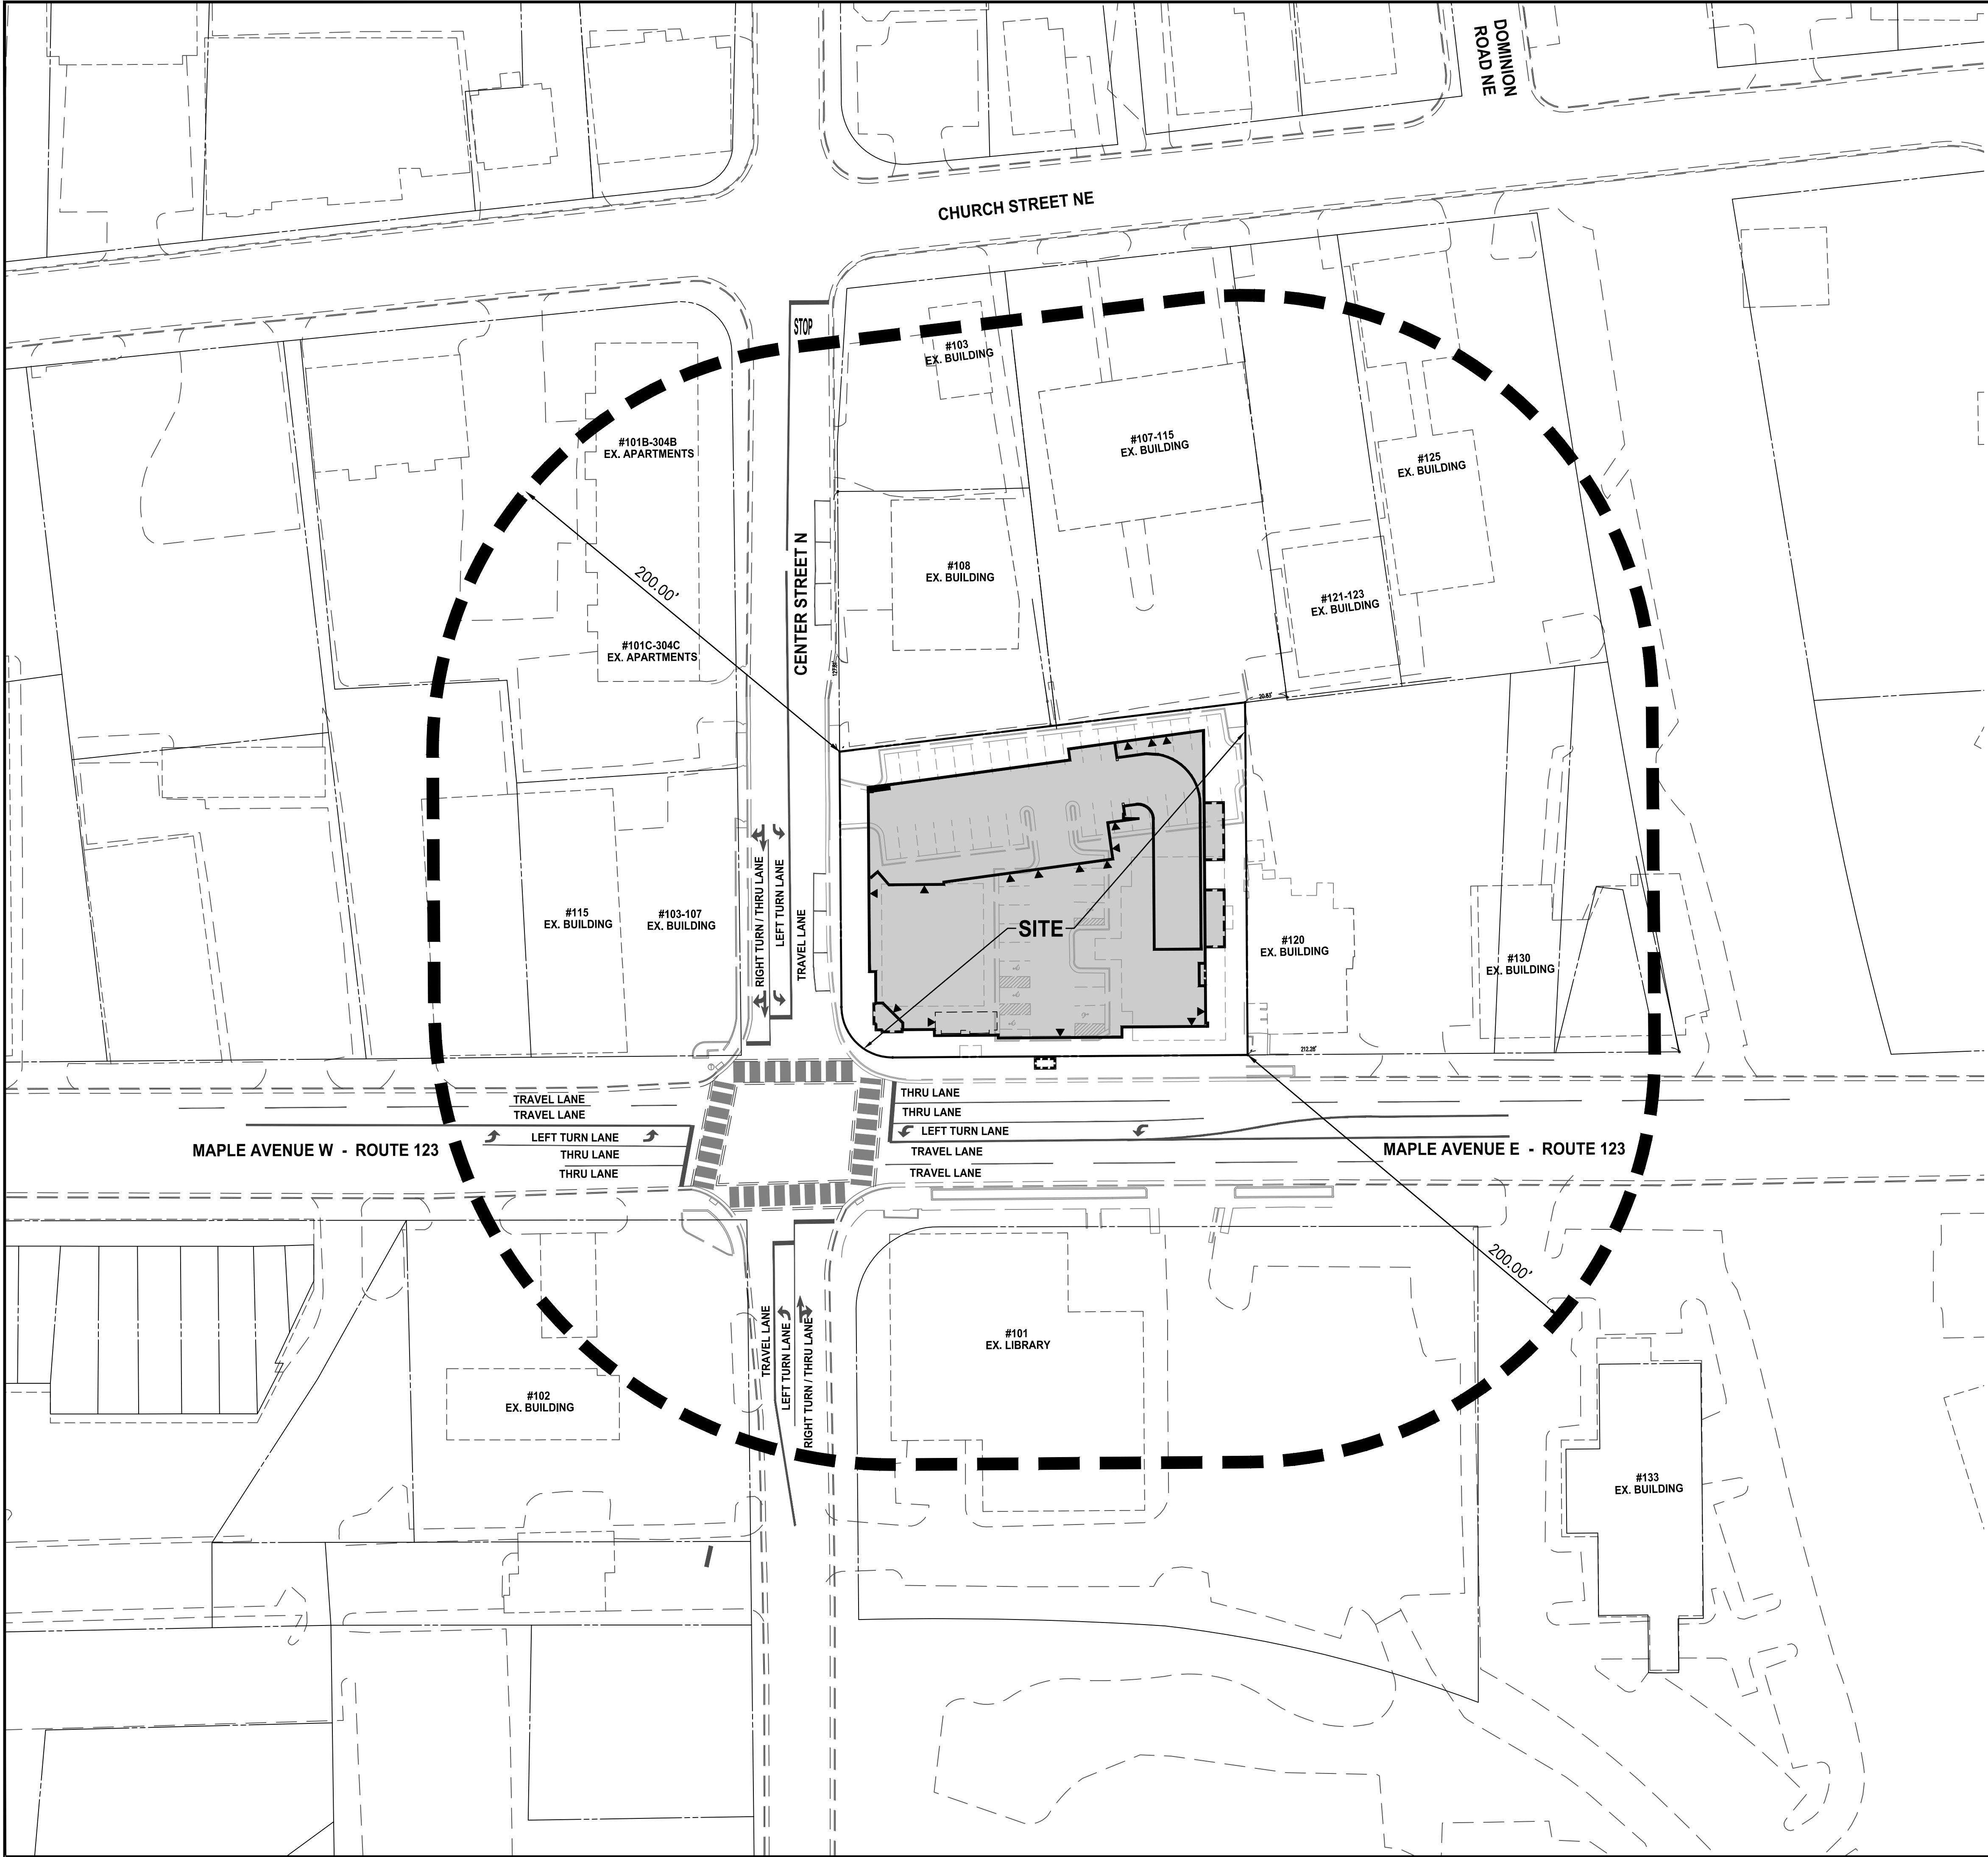 DOMINION
ROAD NE
CHURCH STREET NE
STOP
#103
EX. BUILDING
#101B-304B
EX. APARTMENTS
#107-115
EX. BUILDING
#125
EX. BUILDING
200.00'
CENTER STREET N
#108
EX. BUILDING
#121-123
EX. BUILDING
#101C-304C
EX. APARTMENTS
20.83'
RIGHT TURN / THRU LANE
LEFT TURN LANE
TRAVEL LANE
#115
EX. BUILDING
#103-107
EX. BUILDING
SITE
#120
EX. BUILDING
#130
EX. BUILDING
212.28'
TRAVEL LANE
TRAVEL LANE
LEFT TURN LANE
THRU LANE
THRU LANE
MAPLE AVENUE W - ROUTE 123
THRU LANE
THRU LANE
LEFT TURN LANE
TRAVEL LANE
TRAVEL LANE
MAPLE AVENUE E - ROUTE 123
200.00'
TRAVEL LANE
LEFT TURN LANE
RIGHT TURN / THRU LANE
#101
EX. LIBRARY
#102
EX. BUILDING
#133
EX. BUILDING